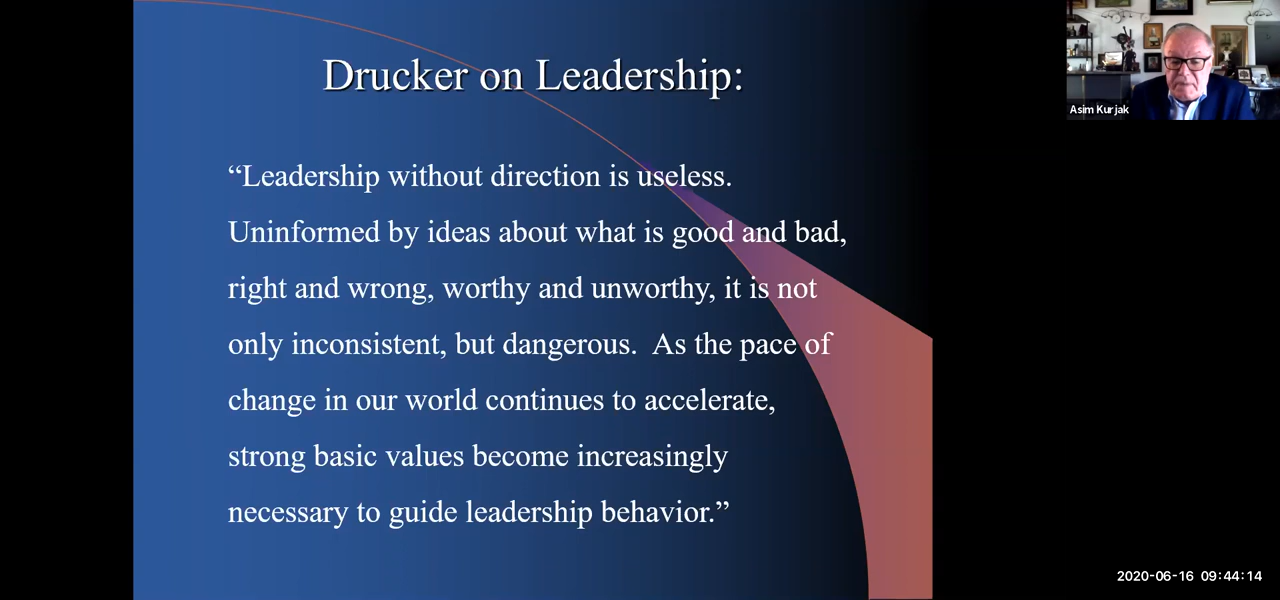 Drucker on Leadership:
“Leadership without direction is useless.
Uninformed by ideas about what is good and bad,
right and wrong, worthy and unworthy, it is not
only inconsistent, but dangerous.  As the pace of
change in our world continues to accelerate,
strong basic values become increasingly
necessary to guide leadership behavior.”
Asim Kurjak
2020-06-16 09:44:14